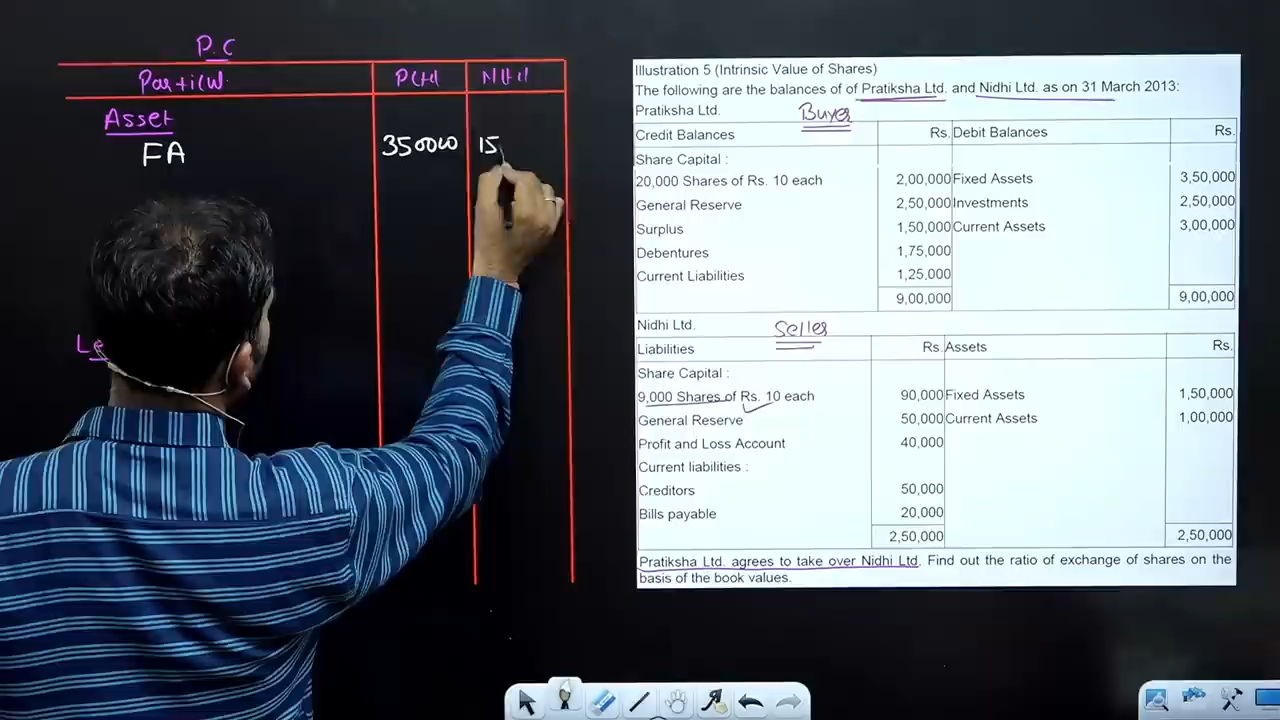 P.C
Particul. P Ltd N Ltd
Asset
FA 350000 15
Le
Illustration 5 (Intrinsic Value of Shares)
The following are the balances of of Pratiksha Ltd. and Nidhi Ltd. as on 31 March 2013:
Pratiksha Ltd. Buyer
Credit Balances Rs. Debit Balances Rs.
Share Capital :
20,000 Shares of Rs. 10 each 2,00,000 Fixed Assets 3,50,000
General Reserve 2,50,000 Investments 2,50,000
Surplus 1,50,000 Current Assets 3,00,000
Debentures 1,75,000
Current Liabilities 1,25,000
9,00,000 9,00,000
Nidhi Ltd. Seller
Liabilities Rs. Assets Rs.
Share Capital :
9,000 Shares of Rs. 10 each 90,000 Fixed Assets 1,50,000
General Reserve 50,000 Current Assets 1,00,000
Profit and Loss Account 40,000
Current liabilities :
Creditors 50,000
Bills payable 20,000
2,50,000 2,50,000
Pratiksha Ltd. agrees to take over Nidhi Ltd. Find out the ratio of exchange of shares on the
basis of the book values.